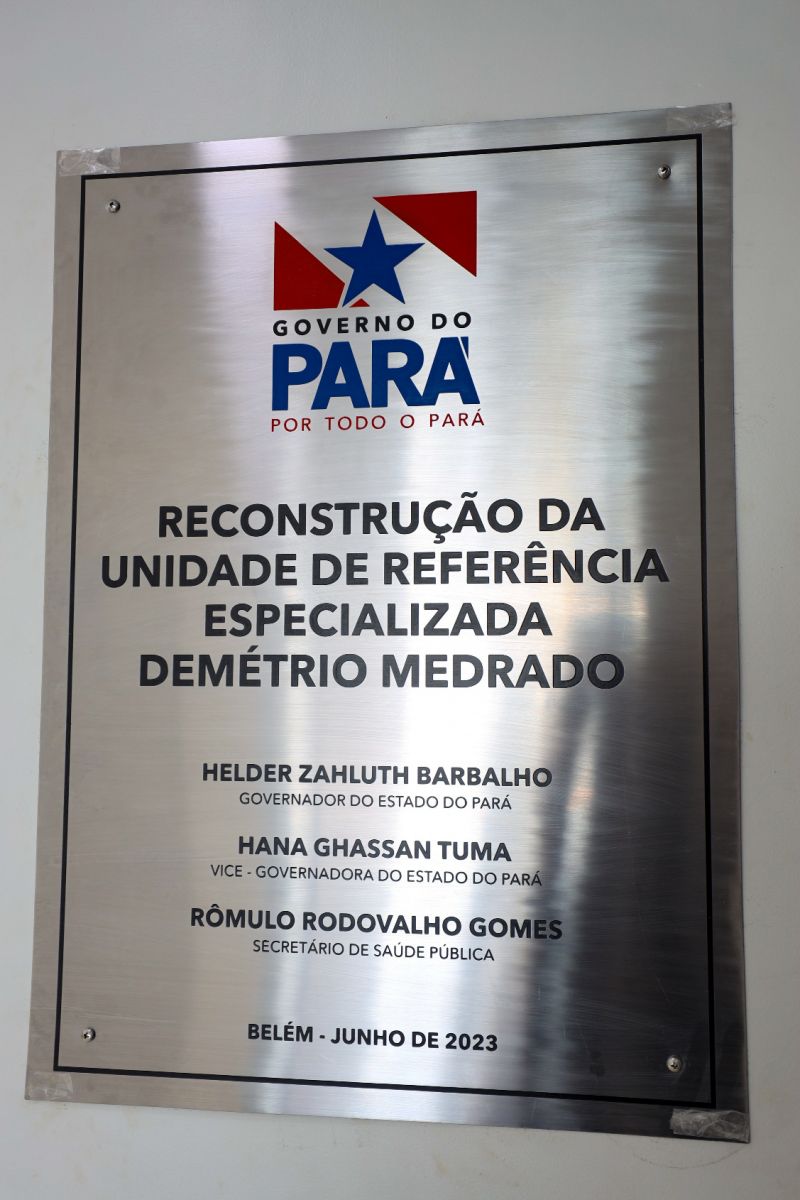 GOVERNO DO
PARÁ
POR TODO O PARÁ
RECONSTRUÇÃO DA
UNIDADE DE REFERÊNCIA
ESPECIALIZADA
DEMÉTRIO MEDRADO
HELDER ZAHLUTH BARBALHO
GOVERNADOR DO ESTADO DO PARÁ
HANA GHASSAN TUMA
VICE - GOVERNADORA DO ESTADO DO PARÁ
RÔMULO RODOVALHO GOMES
SECRETÁRIO DE SAÚDE PÚBLICA
BELÉM - JUNHO DE 2023